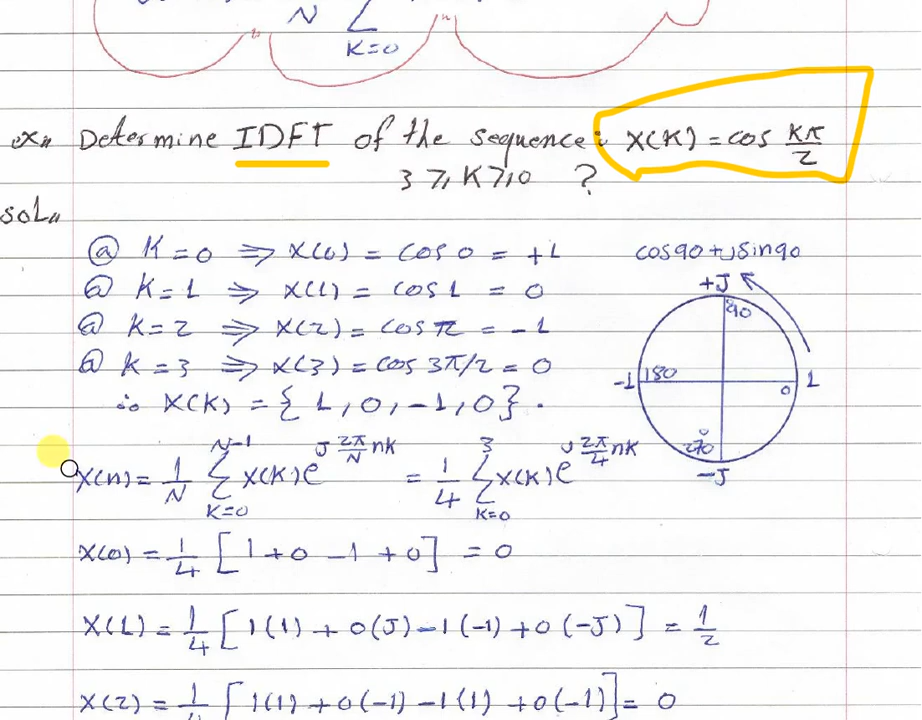 N Σ
K=0
ex" Determine IDFT of the sequence: X(K) = cos Kπ/2
3 ⩾ K ⩾ 0 ?
SOL"
@ K=0 ⇒ X(0) = cos 0 = +1
@ K=1 ⇒ X(1) = cos 1 = 0
@ K=2 ⇒ X(2) = cos π = -1
@ K=3 ⇒ X(3) = cos 3π/2 = 0
∴ X(K) = {1, 0, -1, 0}.
cos90+Jsin90
+J
90
-1 180 0 1
270
-J
X(n) = 1/N Σ_{K=0}^{N-1} X(K)e^{J 2π/N nK} = 1/4 Σ_{K=0}^{3} X(K)e^{J 2π/4 nK}
X(0) = 1/4 [1+0 -1 +0] = 0
X(1) = 1/4 [1(1) + 0(J) -1(-1) +0(-J)] = 1/2
X(2) = 1/4 [1(1) +0(-1) -1(1) +0(-1)] = 0